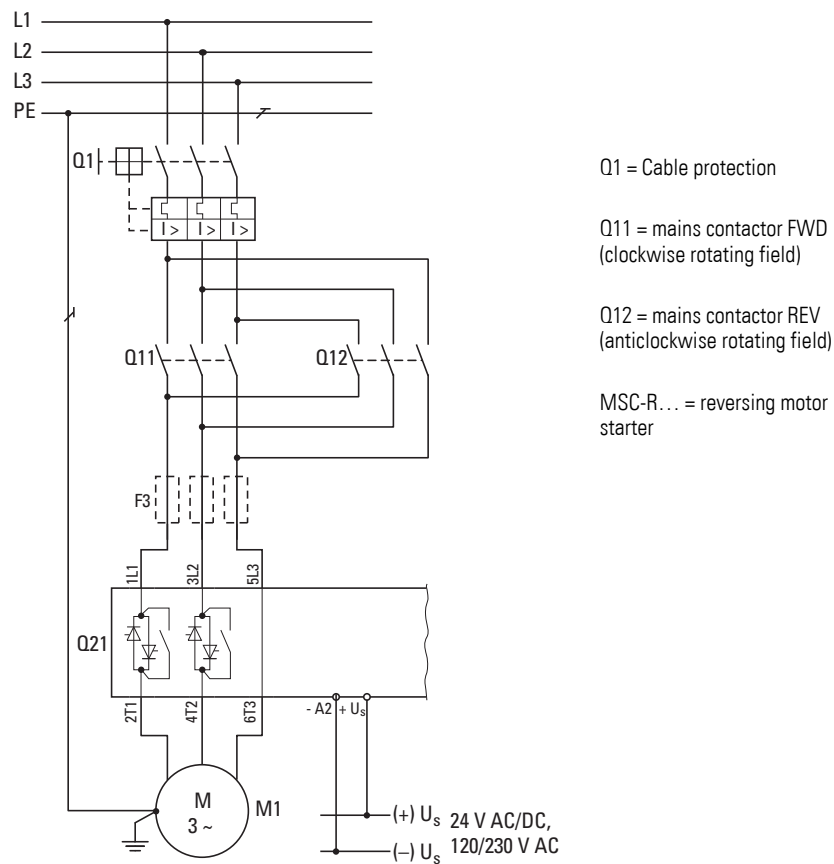 L1
L2
L3
PE
Q1
I > I > I >
Q1 = Cable protection
Q11 = mains contactor FWD
(clockwise rotating field)
Q12 = mains contactor REV
(anticlockwise rotating field)
MSC-R… = reversing motor
starter
Q11
Q12
F3
1L1
3L2
5L3
Q21
2T1
4T2
6T3
- A2
+ Us
M
3 ~
M1
(+) Us
(–) Us
24 V AC/DC,
120/230 V AC